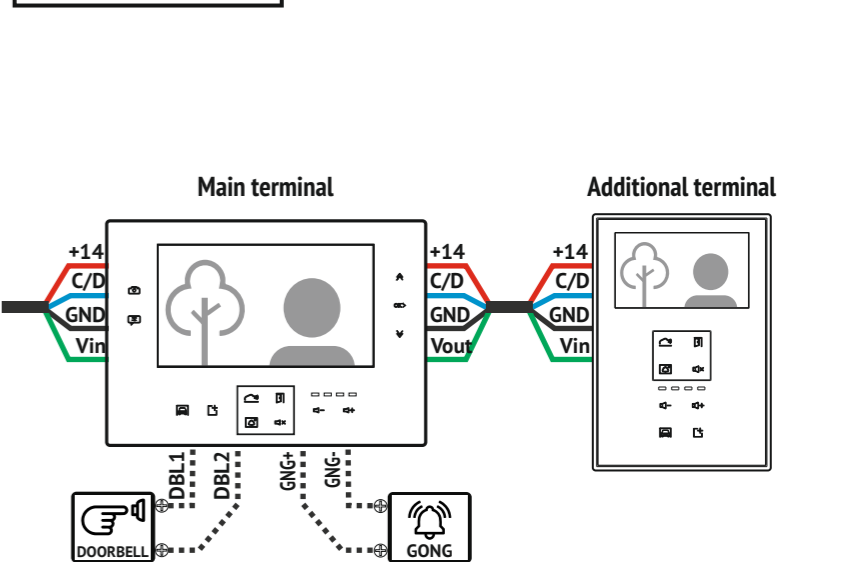 Main terminal
Additional terminal
+14
C/D
GND
Vin
+14
C/D
GND
Vout
+14
C/D
GND
Vin
DBL1
DBL2
GNG+
GNG-
DOORBELL
GONG